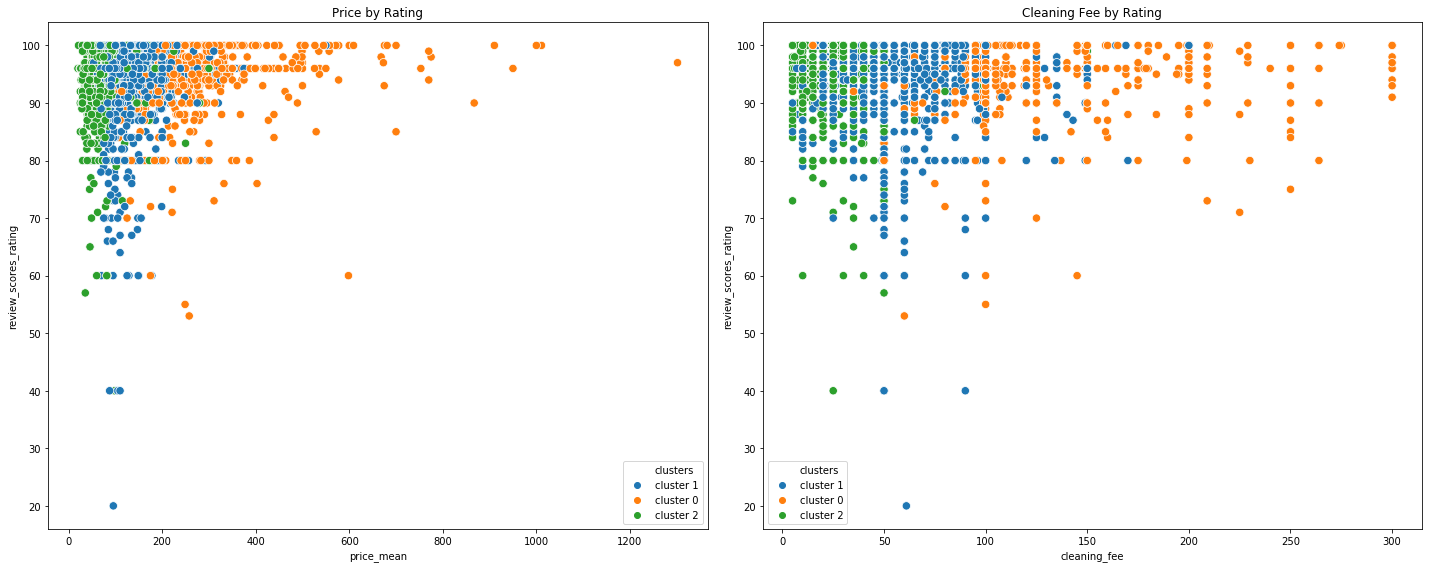 Price by Rating
review_scores_rating
100
90
80
70
60
50
40
30
20
0
200
400
600
800
1000
1200
price_mean
clusters
cluster 1
cluster 0
cluster 2
Cleaning Fee by Rating
review_scores_rating
100
90
80
70
60
50
40
30
20
0
50
100
150
200
250
300
cleaning_fee
clusters
cluster 1
cluster 0
cluster 2